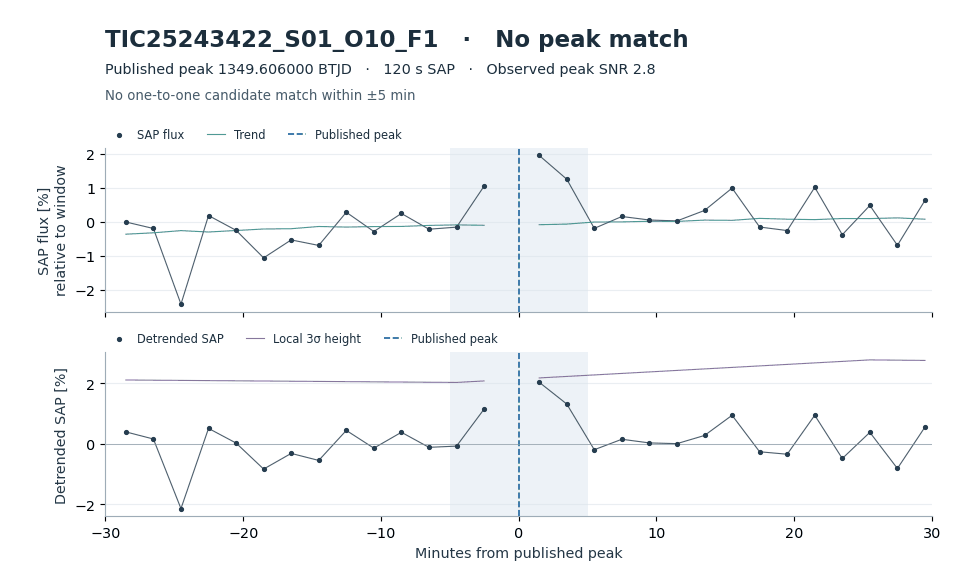 TIC25243422_S01_O10_F1 · No peak match
Published peak 1349.606000 BTJD · 120 s SAP · Observed peak SNR 2.8
No one-to-one candidate match within ±5 min
SAP flux Trend Published peak
SAP flux [%]
relative to window
2
1
0
−1
−2
Detrended SAP Local 3σ height Published peak
Detrended SAP [%]
2
0
−2
−30 −20 −10 0 10 20 30
Minutes from published peak